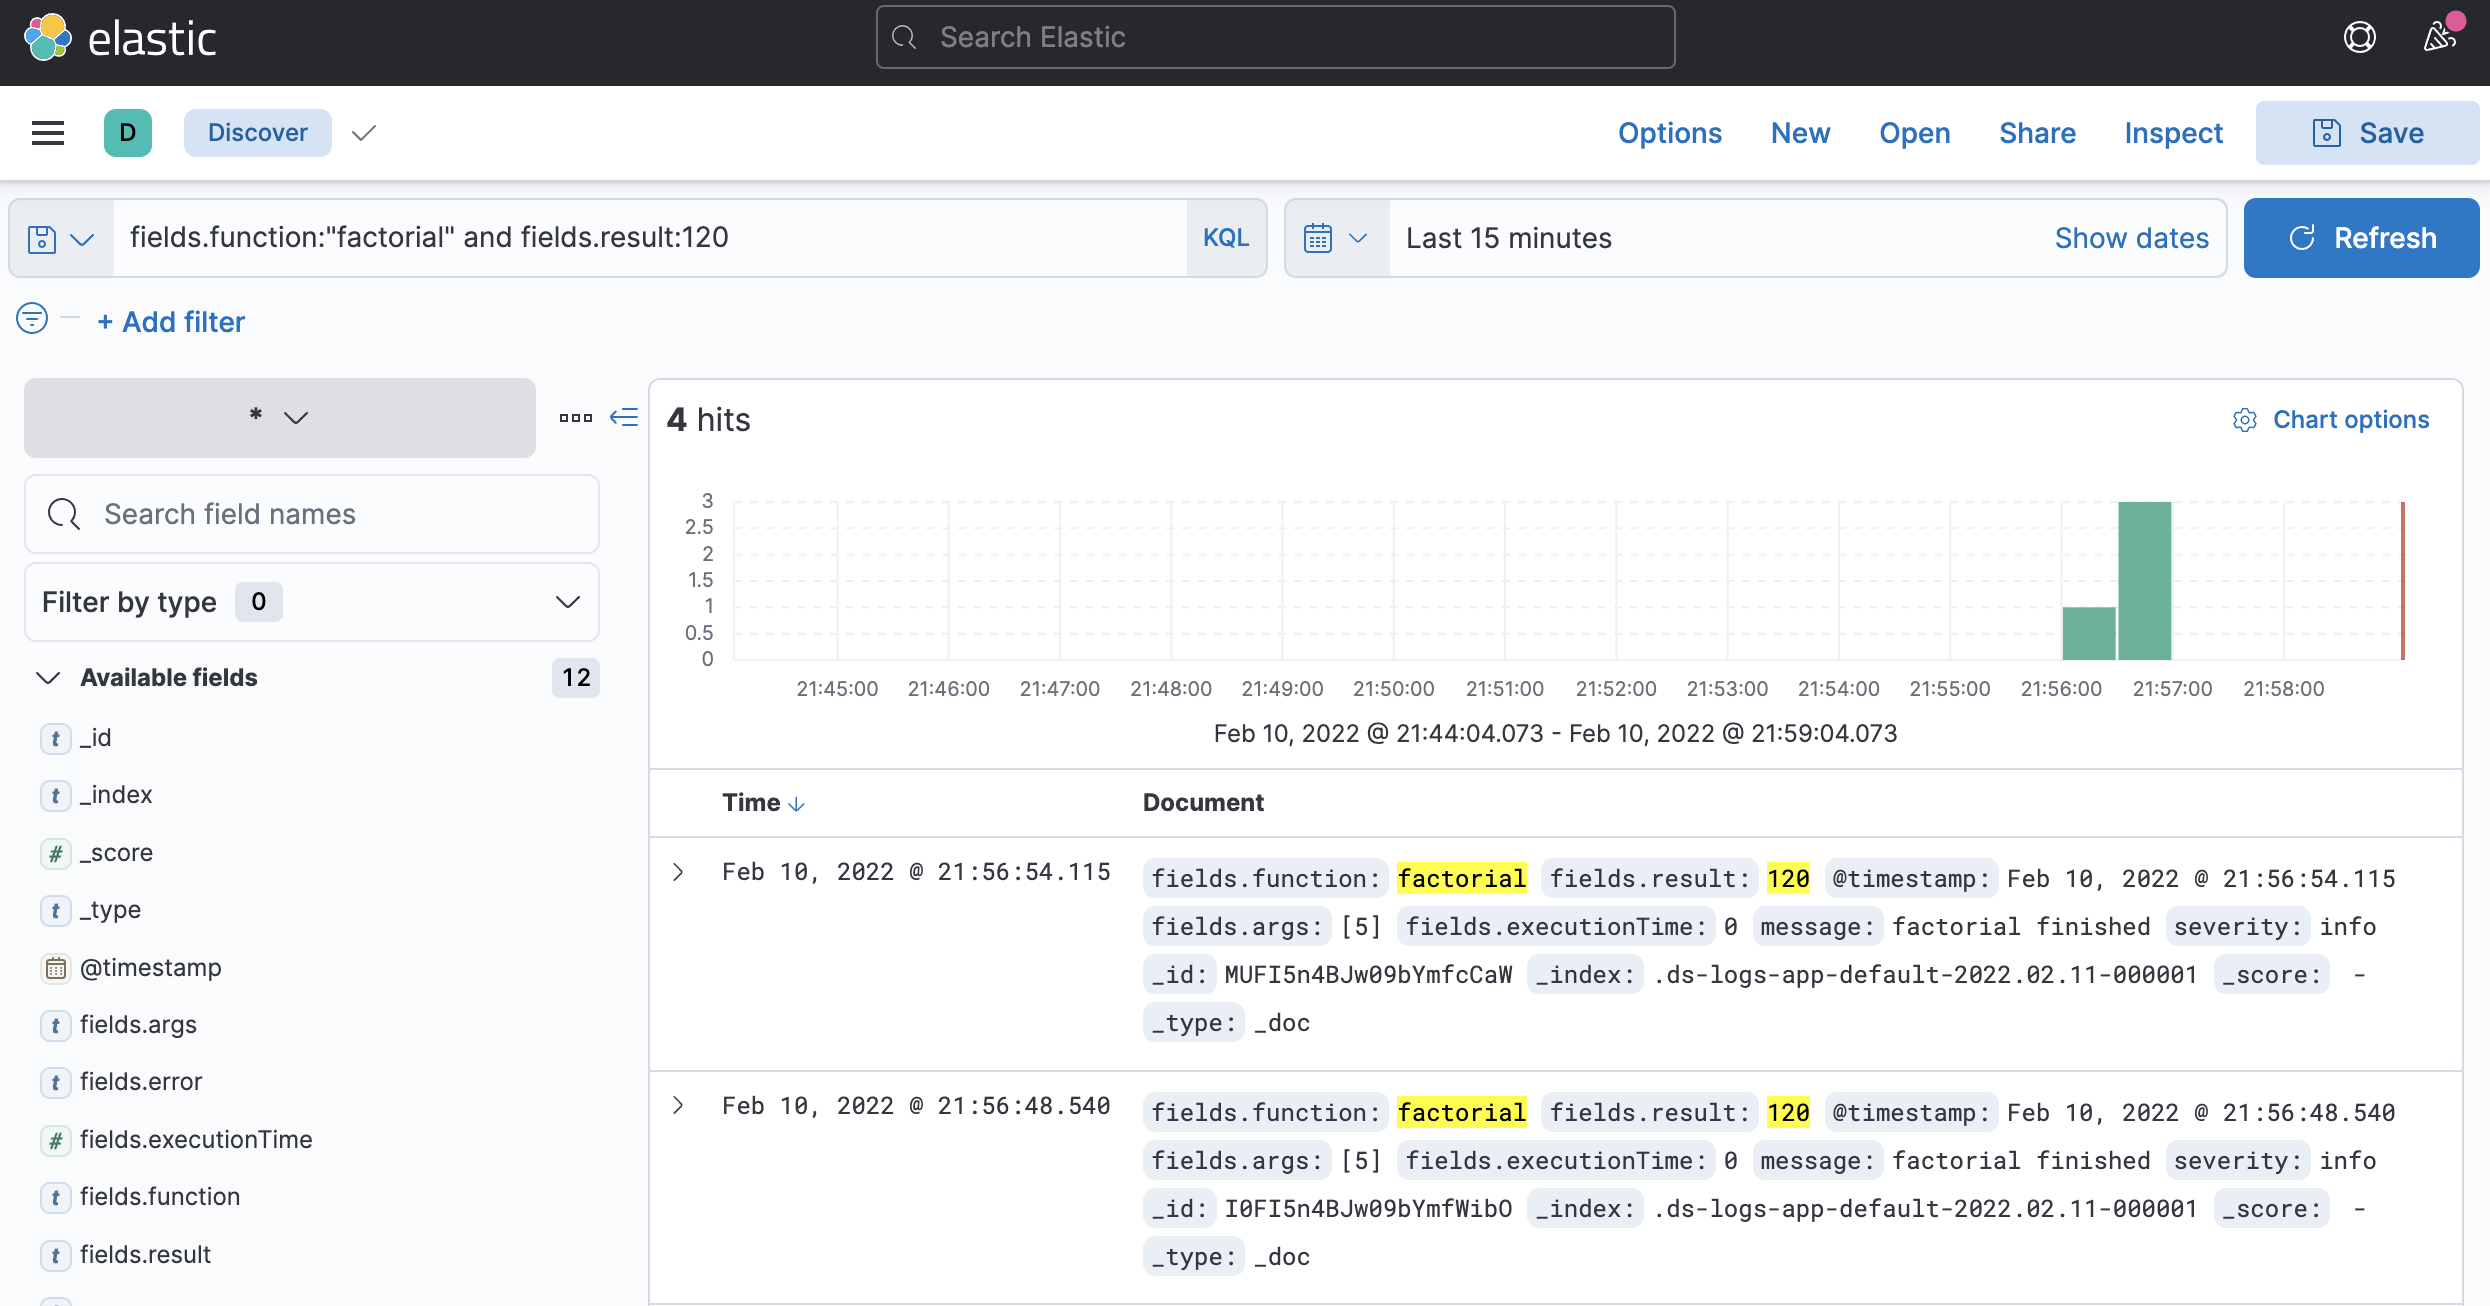 elastic
Search Elastic
D Discover Options New Open Share Inspect Save
fields.function:"factorial" and fields.result:120 KQL Last 15 minutes Show dates Refresh
+ Add filter
*
4 hits Chart options
Search field names
Filter by type 0
Available fields 12
t _id
t _index
# _score
t _type
@timestamp
t fields.args
t fields.error
# fields.executionTime
t fields.function
t fields.result
3
2.5
2
1.5
1
0.5
0
21:45:00 21:46:00 21:47:00 21:48:00 21:49:00 21:50:00 21:51:00 21:52:00 21:53:00 21:54:00 21:55:00 21:56:00 21:57:00 21:58:00
Feb 10, 2022 @ 21:44:04.073 - Feb 10, 2022 @ 21:59:04.073
Time Document
Feb 10, 2022 @ 21:56:54.115 fields.function: factorial fields.result: 120 @timestamp: Feb 10, 2022 @ 21:56:54.115
fields.args: [5] fields.executionTime: 0 message: factorial finished severity: info
_id: MUFI5n4BJw09bYmfcCaW _index: .ds-logs-app-default-2022.02.11-000001 _score: -
_type: _doc
Feb 10, 2022 @ 21:56:48.540 fields.function: factorial fields.result: 120 @timestamp: Feb 10, 2022 @ 21:56:48.540
fields.args: [5] fields.executionTime: 0 message: factorial finished severity: info
_id: I0FI5n4BJw09bYmfWibO _index: .ds-logs-app-default-2022.02.11-000001 _score: -
_type: _doc